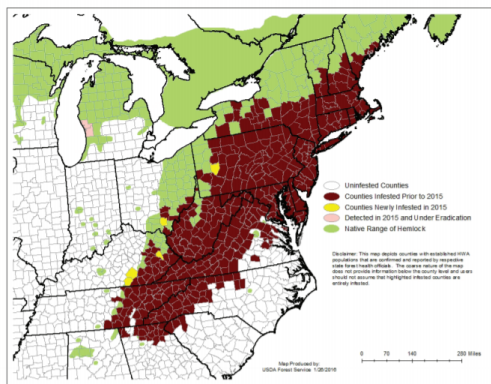 Uninfested Counties
Counties Infested Prior to 2015
Counties Newly Infested in 2015
Detected in 2015 and Under Eradication
Native Range of Hemlock
Disclaimer: This map depicts counties with established HWA
populations that are confirmed and reported by respective
state forest health officials. The coarse nature of the map
does not provide information below the county level and users
should not assume that highlighted infested counties are
entirely infested.
Map Produced by:
USDA Forest Service 1/26/2016
0 70 140 280 Miles